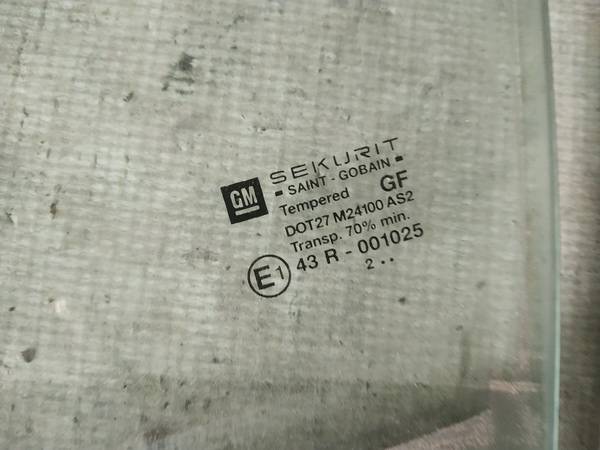 SEKURIT
SAINT - GOBAIN
GM
Tempered GF
DOT27 M24100 AS2
Transp. 70% min.
E1 43 R - 001025
2 . .